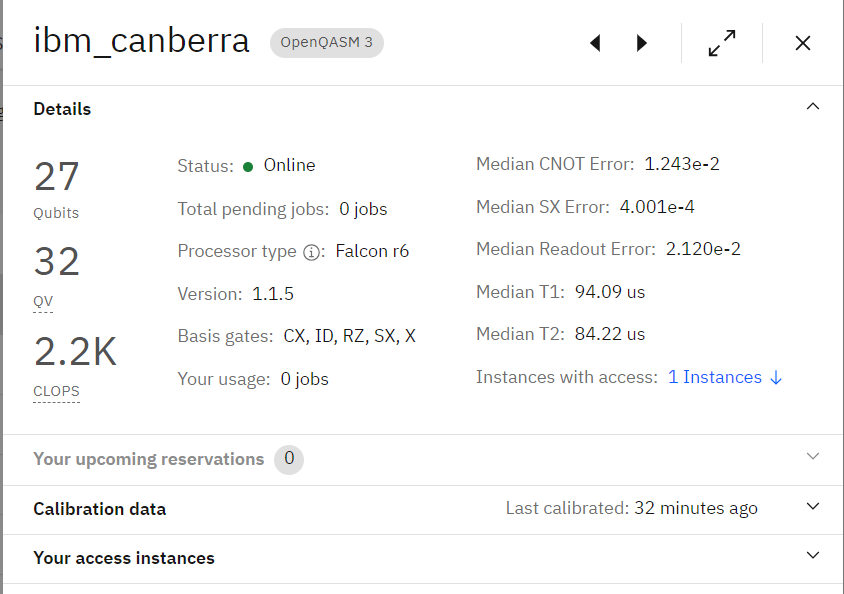 ibm_canberra OpenQASM 3
Details
27
Qubits
32
QV
2.2K
CLOPS
Status: Online
Total pending jobs: 0 jobs
Processor type : Falcon r6
Version: 1.1.5
Basis gates: CX, ID, RZ, SX, X
Your usage: 0 jobs
Median CNOT Error: 1.243e-2
Median SX Error: 4.001e-4
Median Readout Error: 2.120e-2
Median T1: 94.09 us
Median T2: 84.22 us
Instances with access: 1 Instances ↓
Your upcoming reservations 0
Calibration data Last calibrated: 32 minutes ago
Your access instances